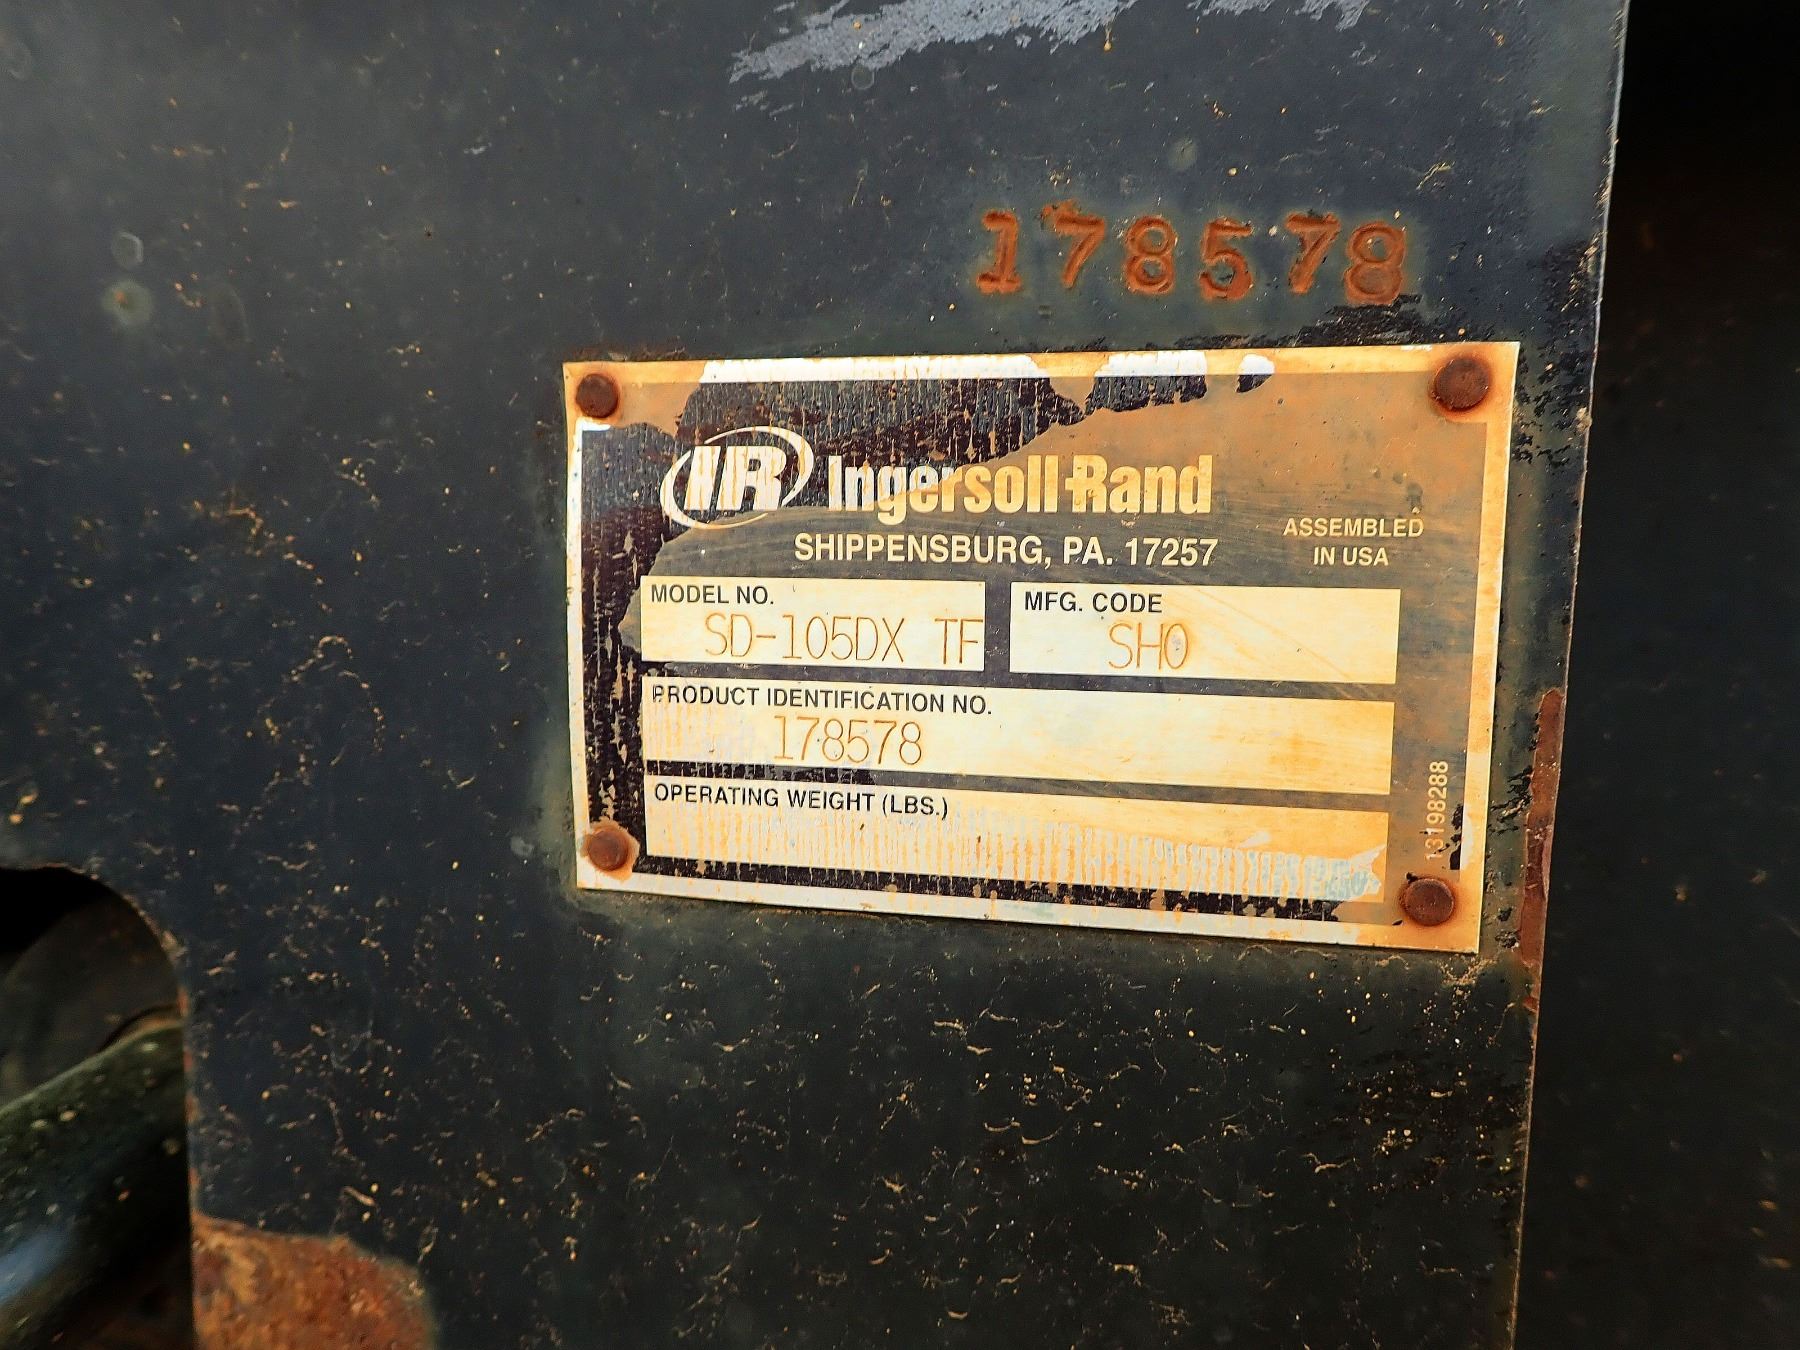 178578
IR Ingersoll-Rand
SHIPPENSBURG, PA. 17257
ASSEMBLED
IN USA
MODEL NO.
SD-105DX TF
MFG. CODE
SH0
PRODUCT IDENTIFICATION NO.
178578
OPERATING WEIGHT (LBS.)
13198288